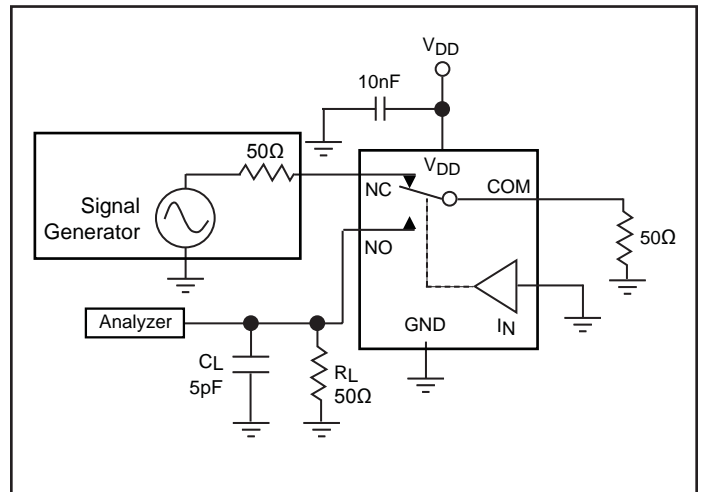 VDD
10nF
50Ω
VDD
NC
COM
Signal
Generator
NO
50Ω
Analyzer
GND
IN
CL
5pF
RL
50Ω